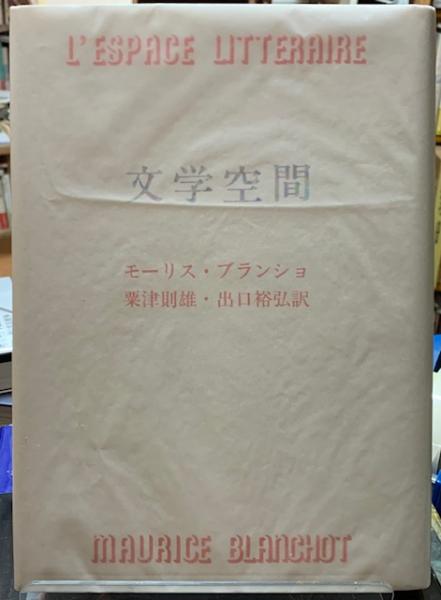 L'ESPACE LITTERAIRE
文学空間
モーリス・ブランショ
粟津則雄・出口裕弘訳
MAURICE BLANCHOT